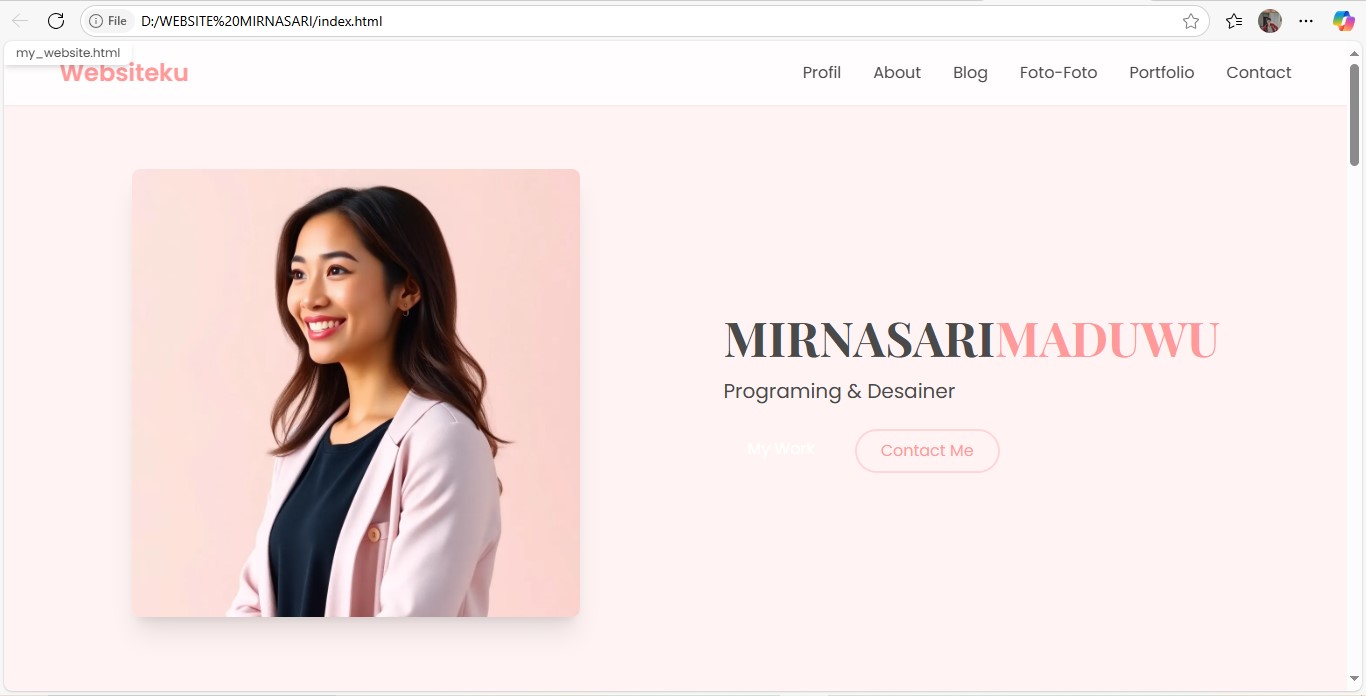 File D:/WEBSITE%20MIRNASARI/index.html
my_website.html
Websiteku Profil About Blog Foto-Foto Portfolio Contact
MIRNASARIMADUWU
Programing & Desainer
My Work Contact Me